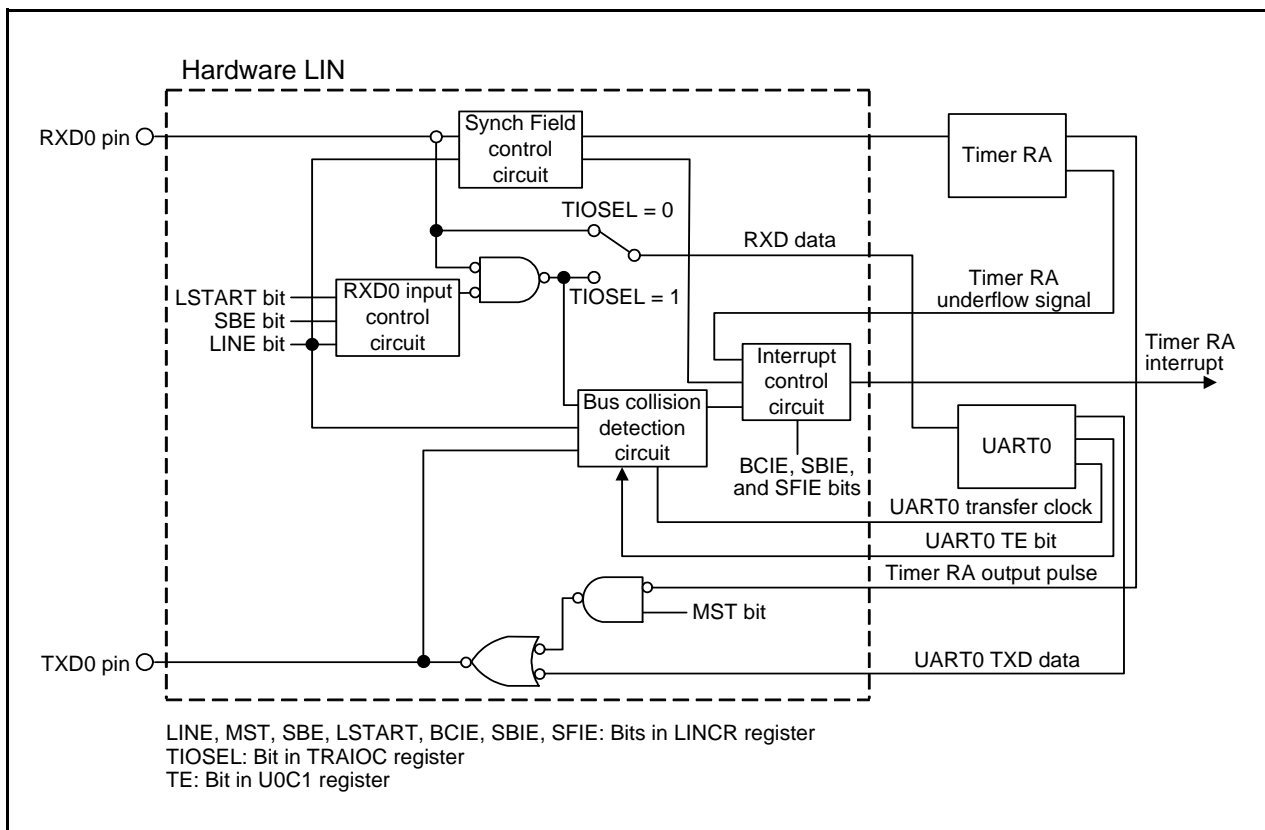 Hardware LIN
RXD0 pin
Synch Field
control
circuit
Timer RA
TIOSEL = 0
RXD data
LSTART bit
SBE bit
LINE bit
RXD0 input
control
circuit
TIOSEL = 1
Timer RA
underflow signal
Timer RA
interrupt
Interrupt
control
circuit
Bus collision
detection
circuit
BCIE, SBIE,
and SFIE bits
UART0
UART0 transfer clock
UART0 TE bit
Timer RA output pulse
MST bit
TXD0 pin
UART0 TXD data
LINE, MST, SBE, LSTART, BCIE, SBIE, SFIE: Bits in LINCR register
TIOSEL: Bit in TRAIOC register
TE: Bit in U0C1 register